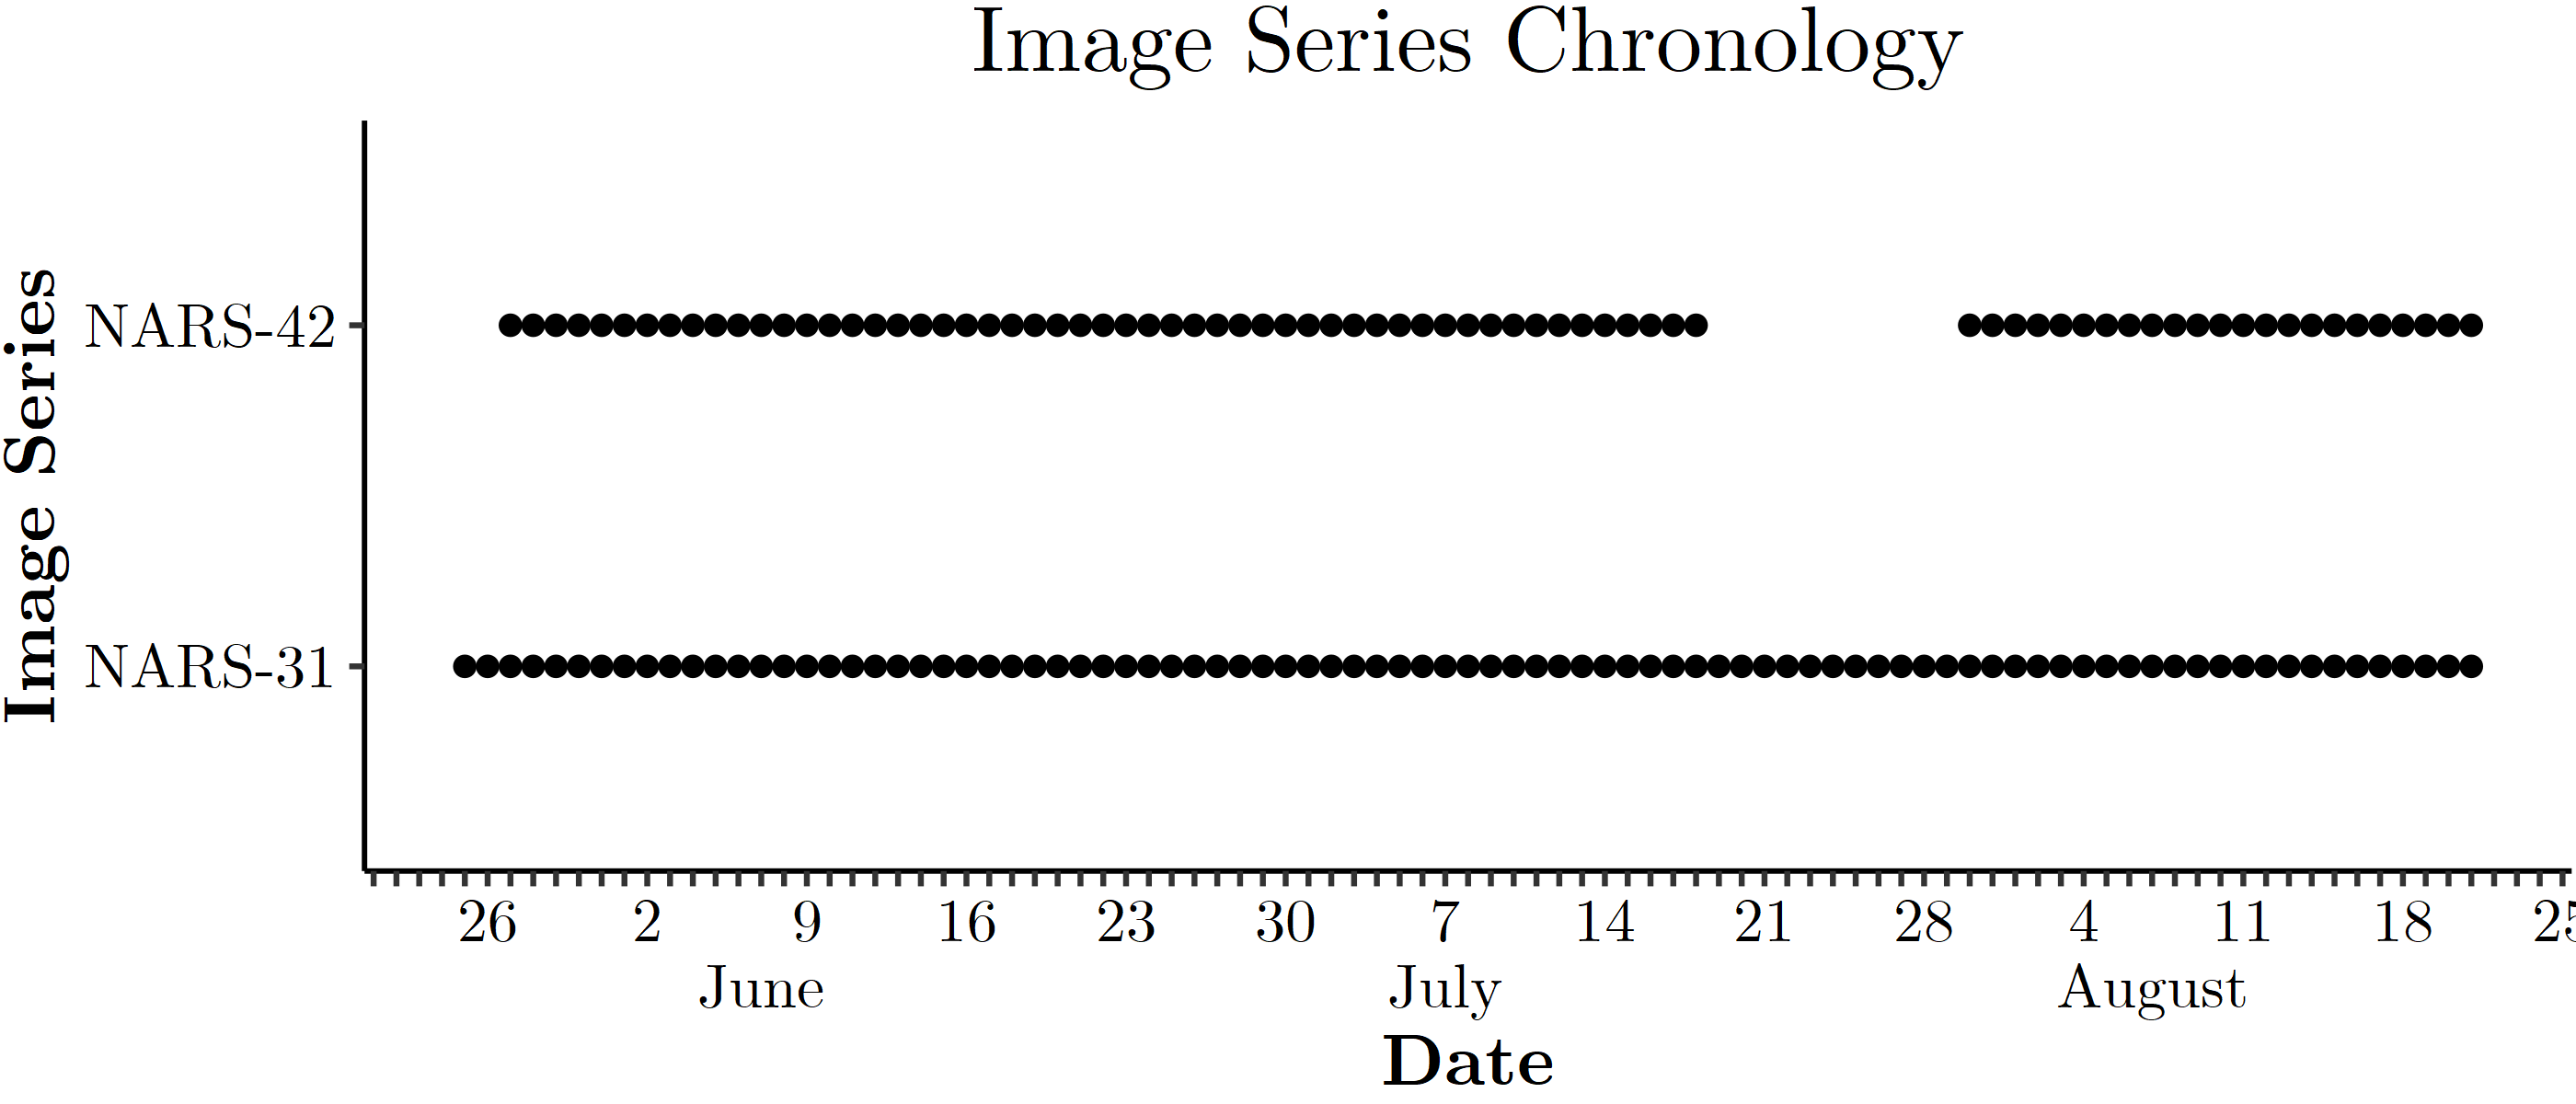 Image Series Chronology
Image Series
NARS-42
NARS-31
26 2 9 16 23 30 7 14 21 28 4 11 18 25
June July August
Date